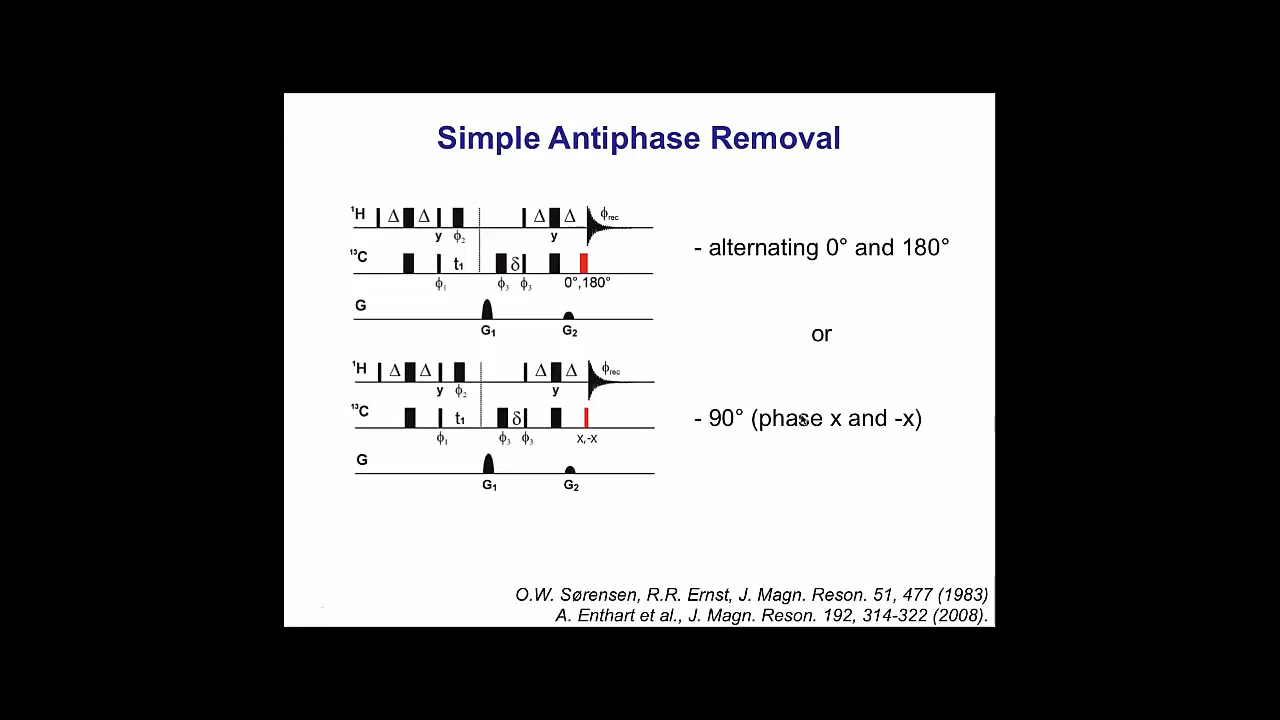 Simple Antiphase Removal
¹H Δ Δ Δ Δ ϕrec
y ϕ₂ y
¹³C t₁ δ
ϕ₁ ϕ₃ ϕ₃ 0°,180°
G
G₁ G₂
- alternating 0° and 180°
or
¹H Δ Δ Δ Δ ϕrec
y ϕ₂ y
¹³C t₁ δ
ϕ₁ ϕ₃ ϕ₃ x,-x
G
G₁ G₂
- 90° (phase x and -x)
O.W. Sørensen, R.R. Ernst, J. Magn. Reson. 51, 477 (1983)
A. Enthart et al., J. Magn. Reson. 192, 314-322 (2008).